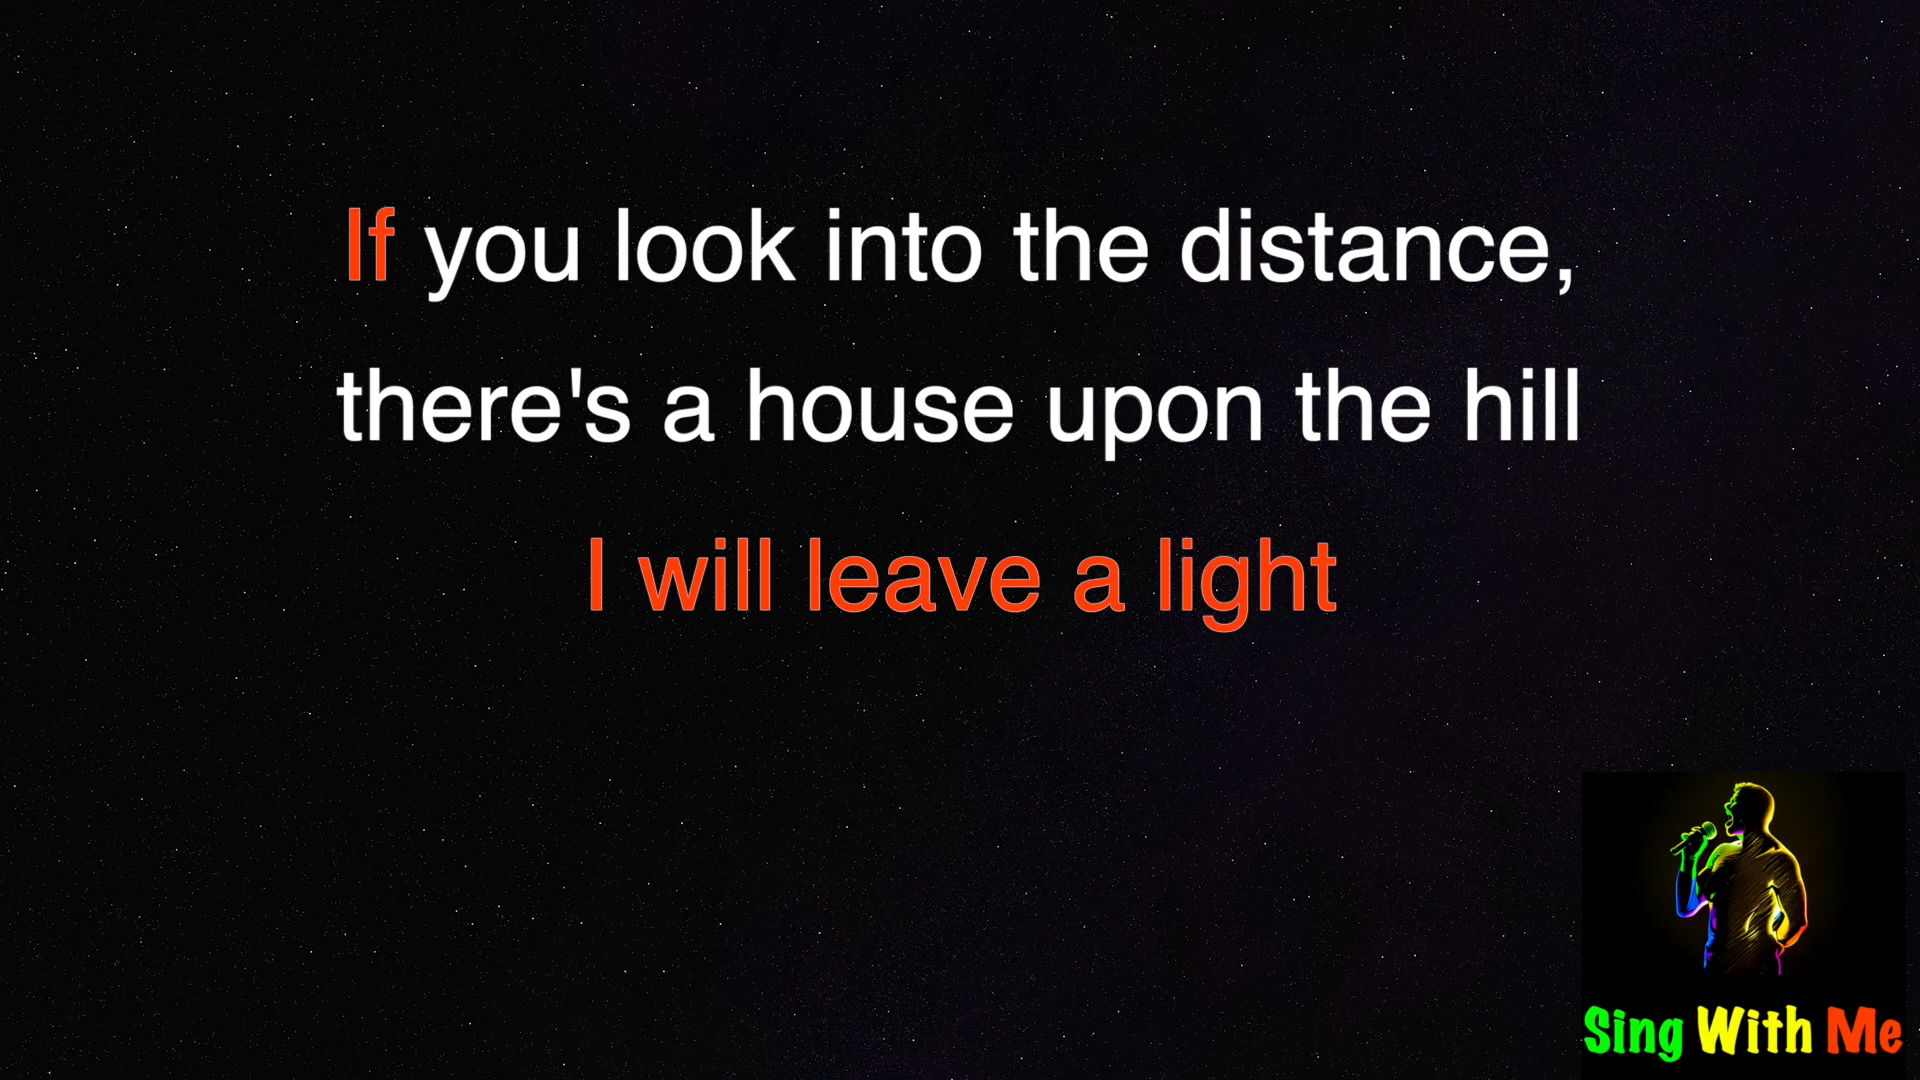 If you look into the distance,
there's a house upon the hill
I will leave a light
Sing With Me